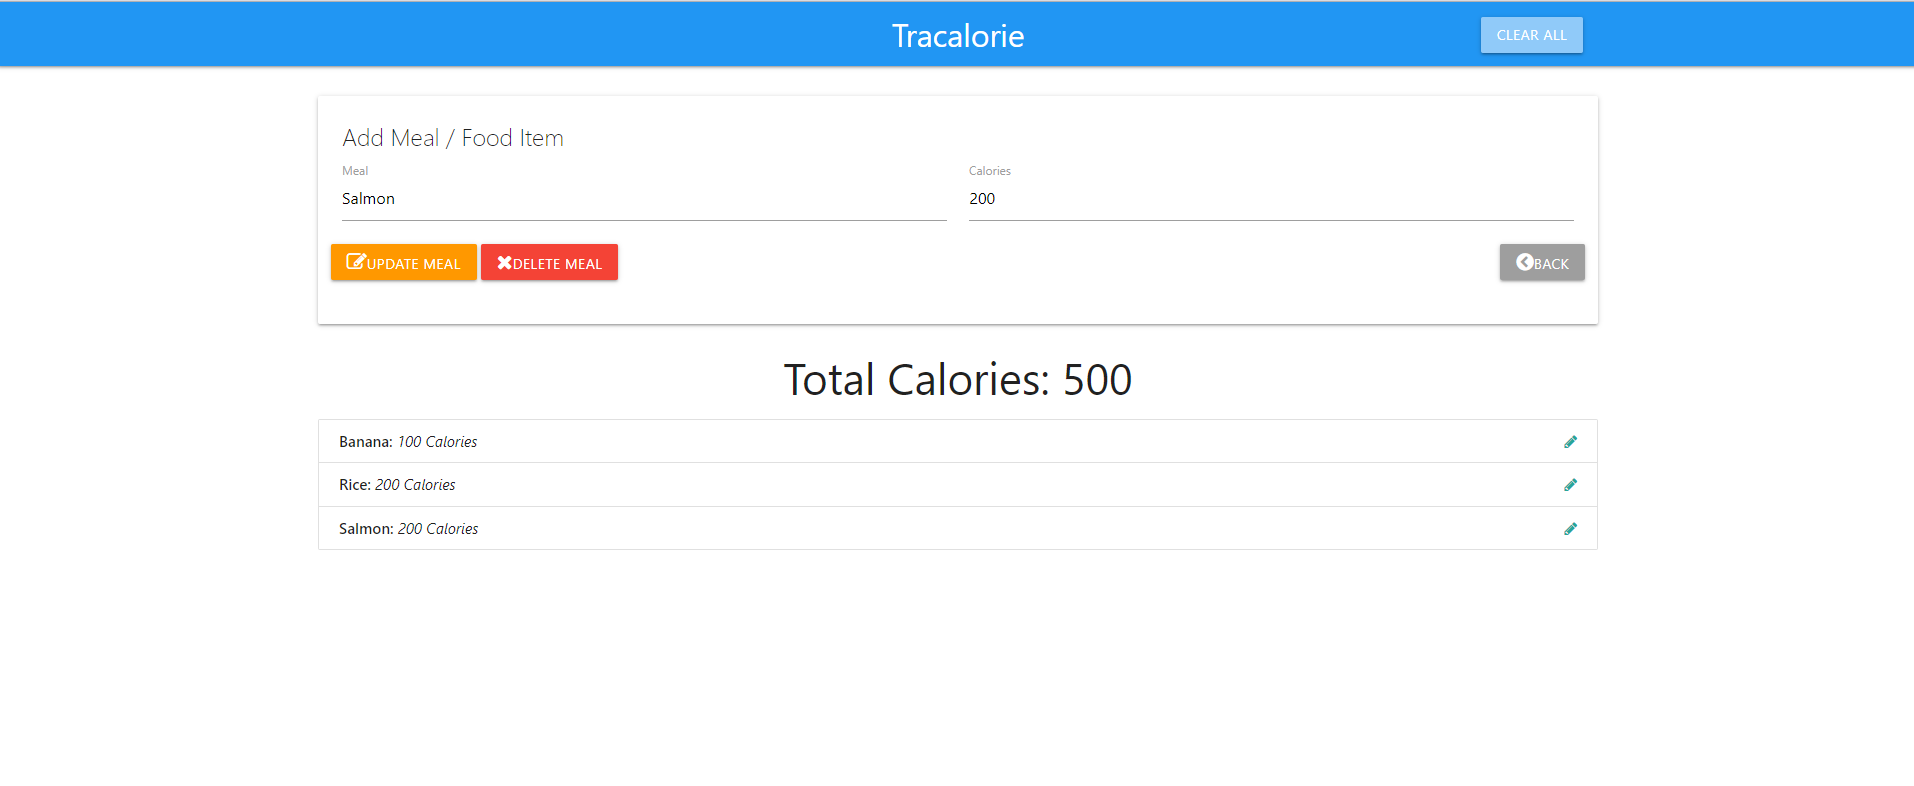 Tracalorie
CLEAR ALL
Add Meal / Food Item
Meal
Calories
Salmon
200
UPDATE MEAL
DELETE MEAL
BACK
Total Calories: 500
Banana: 100 Calories
Rice: 200 Calories
Salmon: 200 Calories